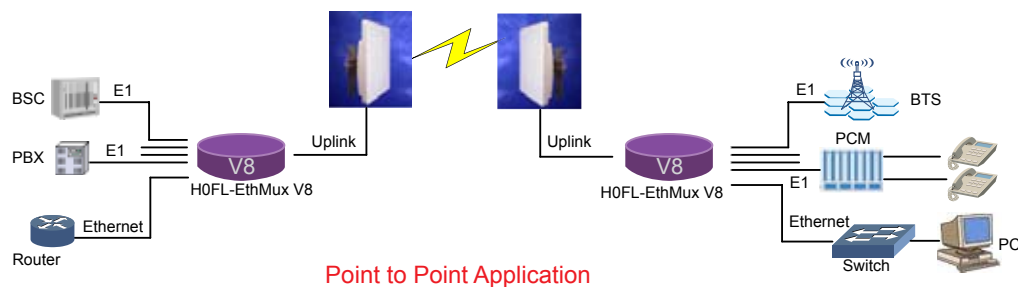 BSC
E1
PBX
E1
Uplink
V8
H0FL-EthMux V8
Ethernet
Router
Uplink
V8
H0FL-EthMux V8
E1
BTS
PCM
E1
Ethernet
Switch
PC
Point to Point Application